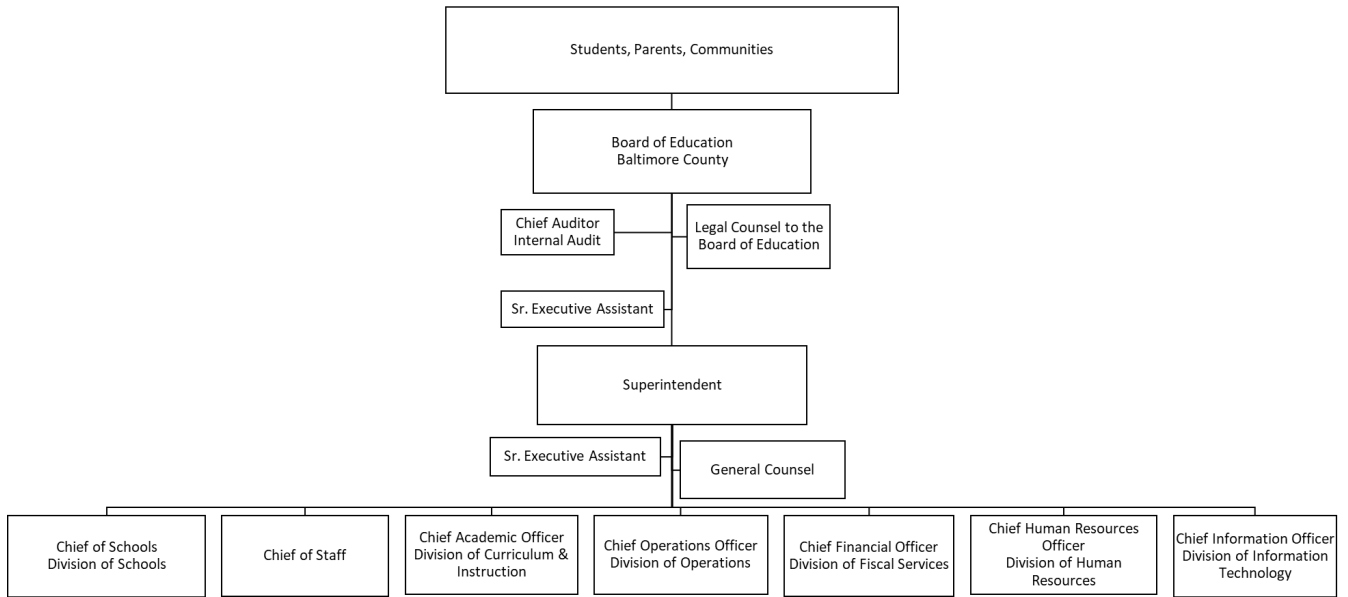 Students, Parents, Communities
Board of Education
Baltimore County
Chief Auditor
Internal Audit
Legal Counsel to the
Board of Education
Sr. Executive Assistant
Superintendent
Sr. Executive Assistant
General Counsel
Chief of Schools
Division of Schools
Chief of Staff
Chief Academic Officer
Division of Curriculum &
Instruction
Chief Operations Officer
Division of Operations
Chief Financial Officer
Division of Fiscal Services
Chief Human Resources
Officer
Division of Human
Resources
Chief Information Officer
Division of Information
Technology